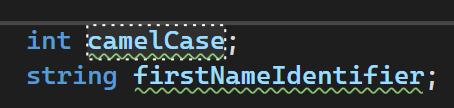 int camelCase;
string firstNameIdentifier;